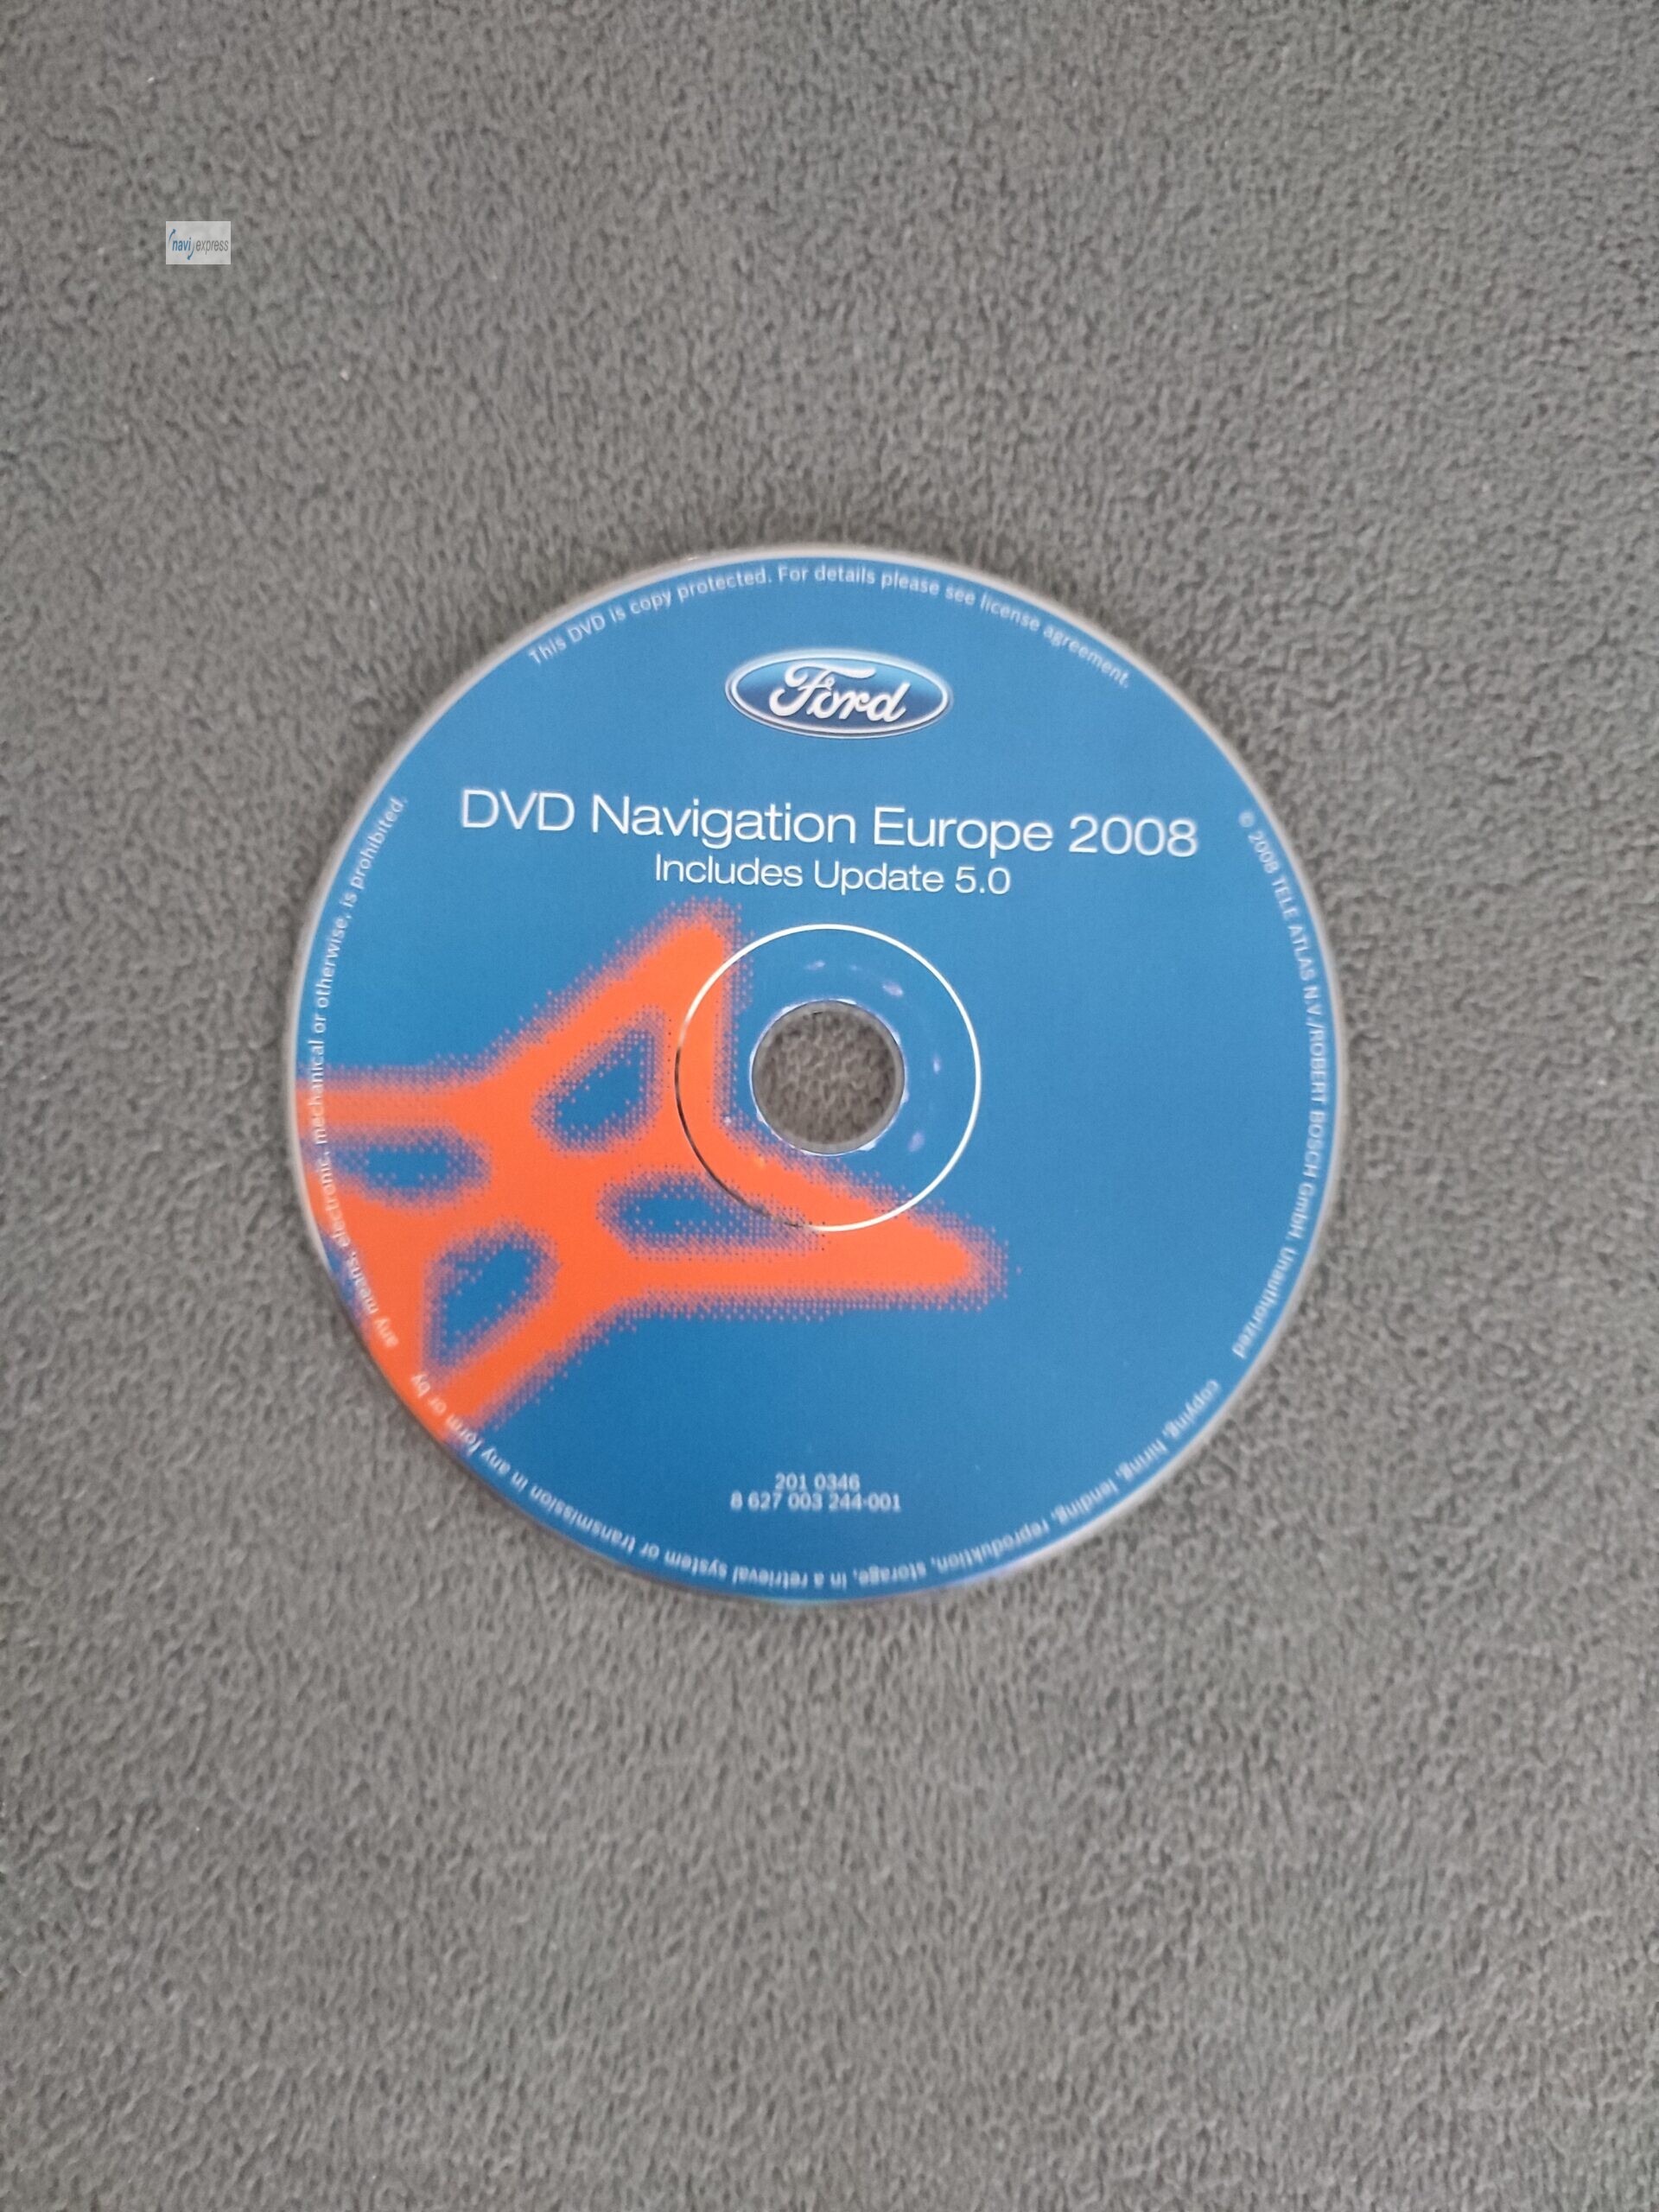 navi express
This DVD is copy protected. For details please see license agreement.
Ford
DVD Navigation Europe 2008
Includes Update 5.0
© 2008 TELE ATLAS N.V./ROBERT BOSCH GmbH. Unauthorized
copying, hiring, lending, reproduktion, storage, in a retrieval system or transmission in any form or by
any means, electronic, mechanical or otherwise, is prohibited.
201 0346
8 627 003 244-001